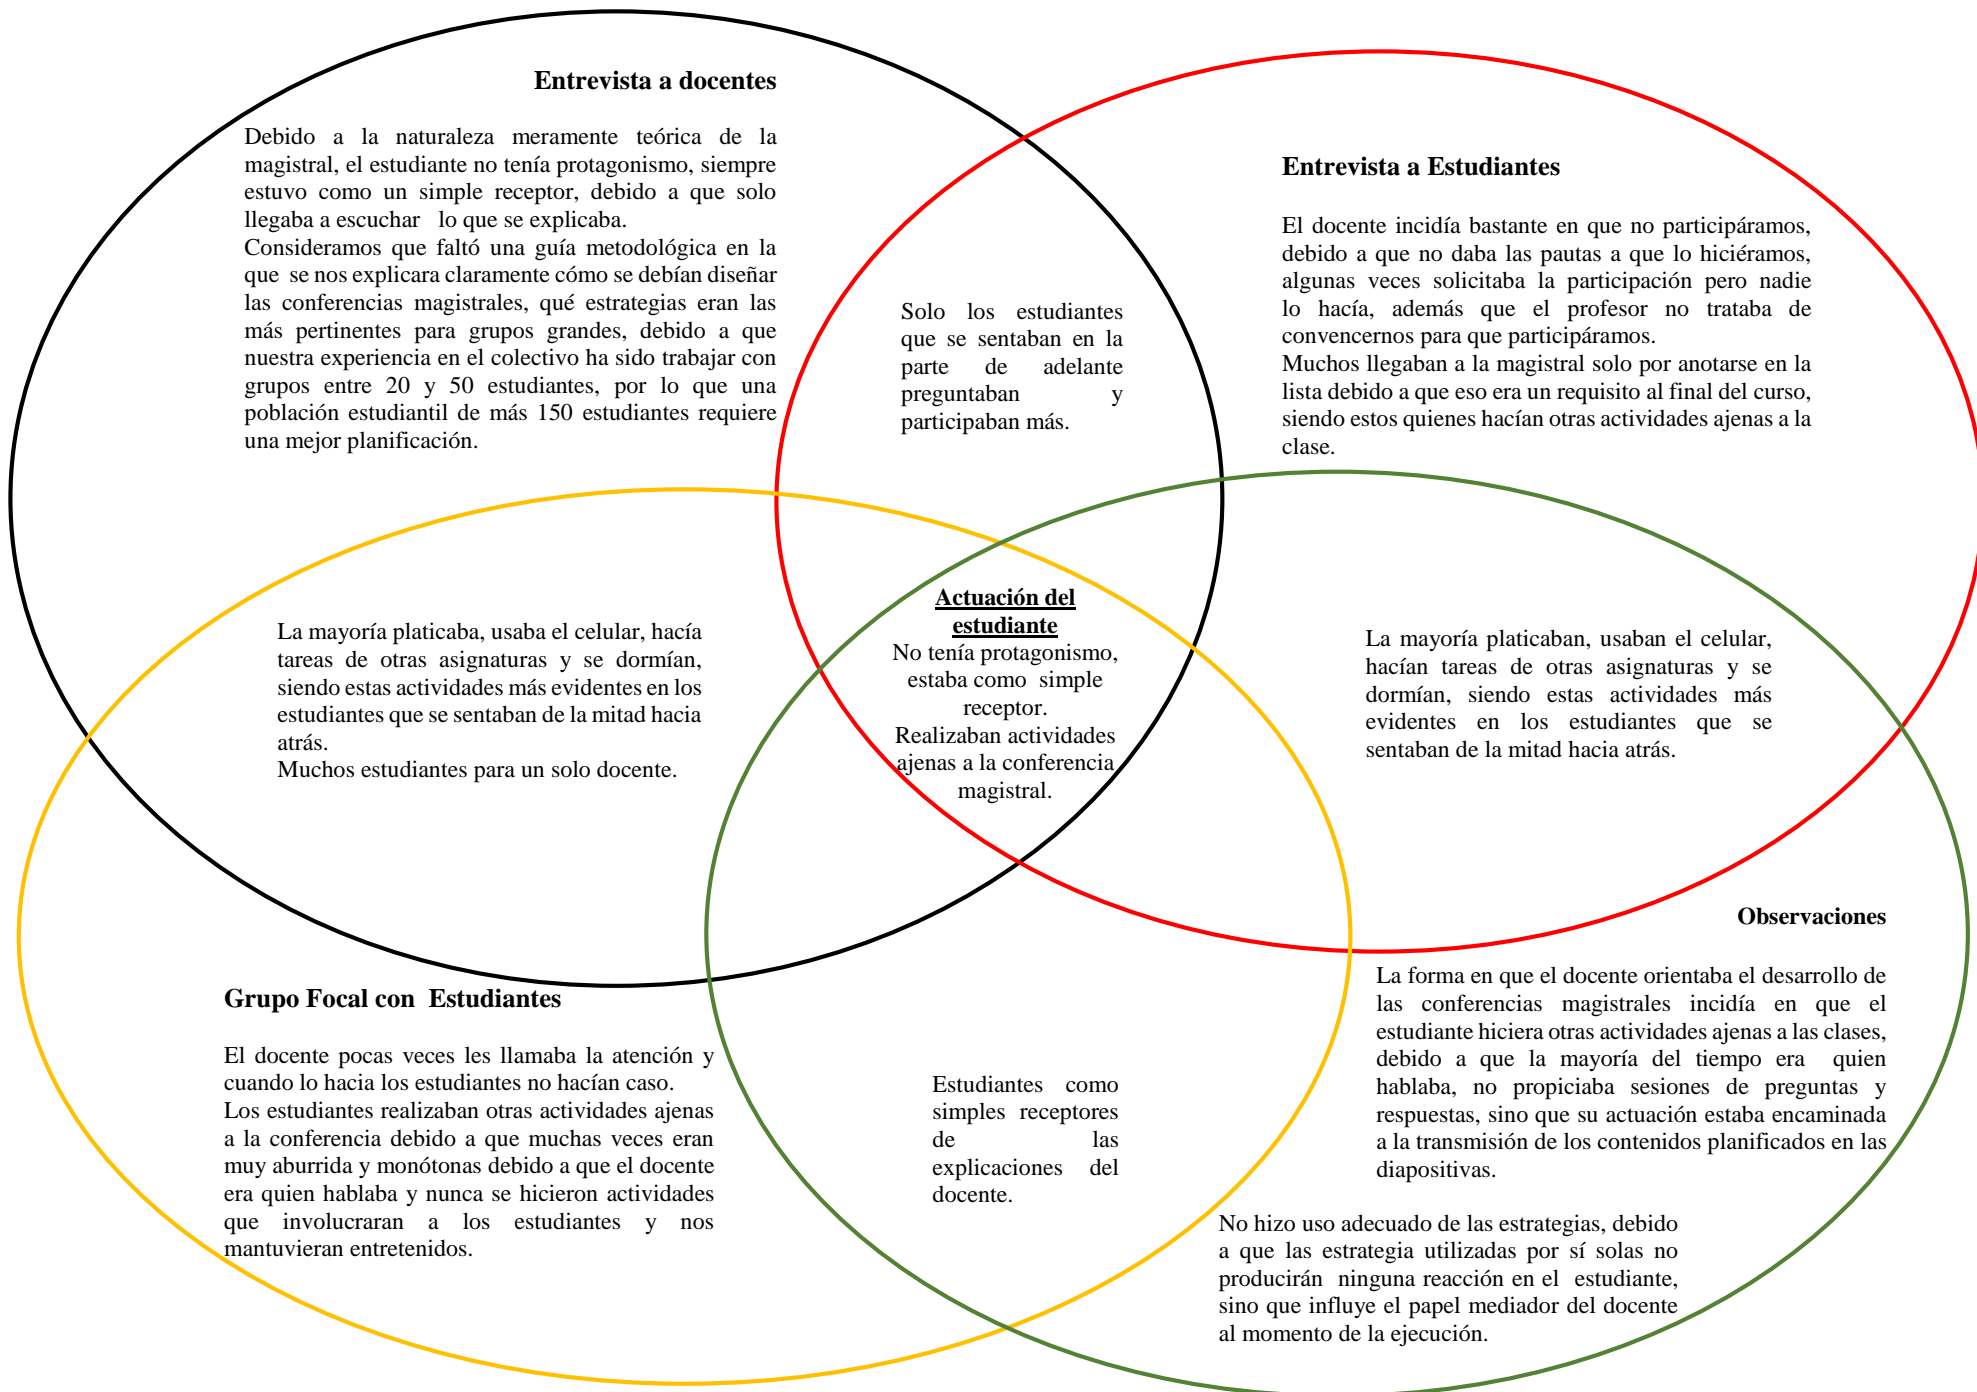 Entrevista a docentes
Debido a la naturaleza meramente teórica de la
magistral, el estudiante no tenía protagonismo, siempre
estuvo como un simple receptor, debido a que solo
llegaba a escuchar lo que se explicaba.
Consideramos que faltó una guía metodológica en la
que se nos explicara claramente cómo se debían diseñar
las conferencias magistrales, qué estrategias eran las
más pertinentes para grupos grandes, debido a que
nuestra experiencia en el colectivo ha sido trabajar con
grupos entre 20 y 50 estudiantes, por lo que una
población estudiantil de más 150 estudiantes requiere
una mejor planificación.
Solo los estudiantes
que se sentaban en la
parte de adelante
preguntaban y
participaban más.
Entrevista a Estudiantes
El docente incidía bastante en que no participáramos,
debido a que no daba las pautas a que lo hiciéramos,
algunas veces solicitaba la participación pero nadie
lo hacía, además que el profesor no trataba de
convencernos para que participáramos.
Muchos llegaban a la magistral solo por anotarse en la
lista debido a que eso era un requisito al final del curso,
siendo estos quienes hacían otras actividades ajenas a la
clase.
La mayoría platicaba, usaba el celular, hacía
tareas de otras asignaturas y se dormían,
siendo estas actividades más evidentes en los
estudiantes que se sentaban de la mitad hacia
atrás.
Muchos estudiantes para un solo docente.
Actuación del
estudiante
No tenía protagonismo,
estaba como simple
receptor.
Realizaban actividades
ajenas a la conferencia
magistral.
La mayoría platicaban, usaban el celular,
hacían tareas de otras asignaturas y se
dormían, siendo estas actividades más
evidentes en los estudiantes que se
sentaban de la mitad hacia atrás.
Grupo Focal con Estudiantes
El docente pocas veces les llamaba la atención y
cuando lo hacia los estudiantes no hacían caso.
Los estudiantes realizaban otras actividades ajenas
a la conferencia debido a que muchas veces eran
muy aburrida y monótonas debido a que el docente
era quien hablaba y nunca se hicieron actividades
que involucraran a los estudiantes y nos
mantuvieran entretenidos.
Estudiantes como
simples receptores
de las
explicaciones del
docente.
Observaciones
La forma en que el docente orientaba el desarrollo de
las conferencias magistrales incidía en que el
estudiante hiciera otras actividades ajenas a las clases,
debido a que la mayoría del tiempo era quien
hablaba, no propiciaba sesiones de preguntas y
respuestas, sino que su actuación estaba encaminada
a la transmisión de los contenidos planificados en las
diapositivas.
No hizo uso adecuado de las estrategias, debido
a que las estrategia utilizadas por sí solas no
producirán ninguna reacción en el estudiante,
sino que influye el papel mediador del docente
al momento de la ejecución.